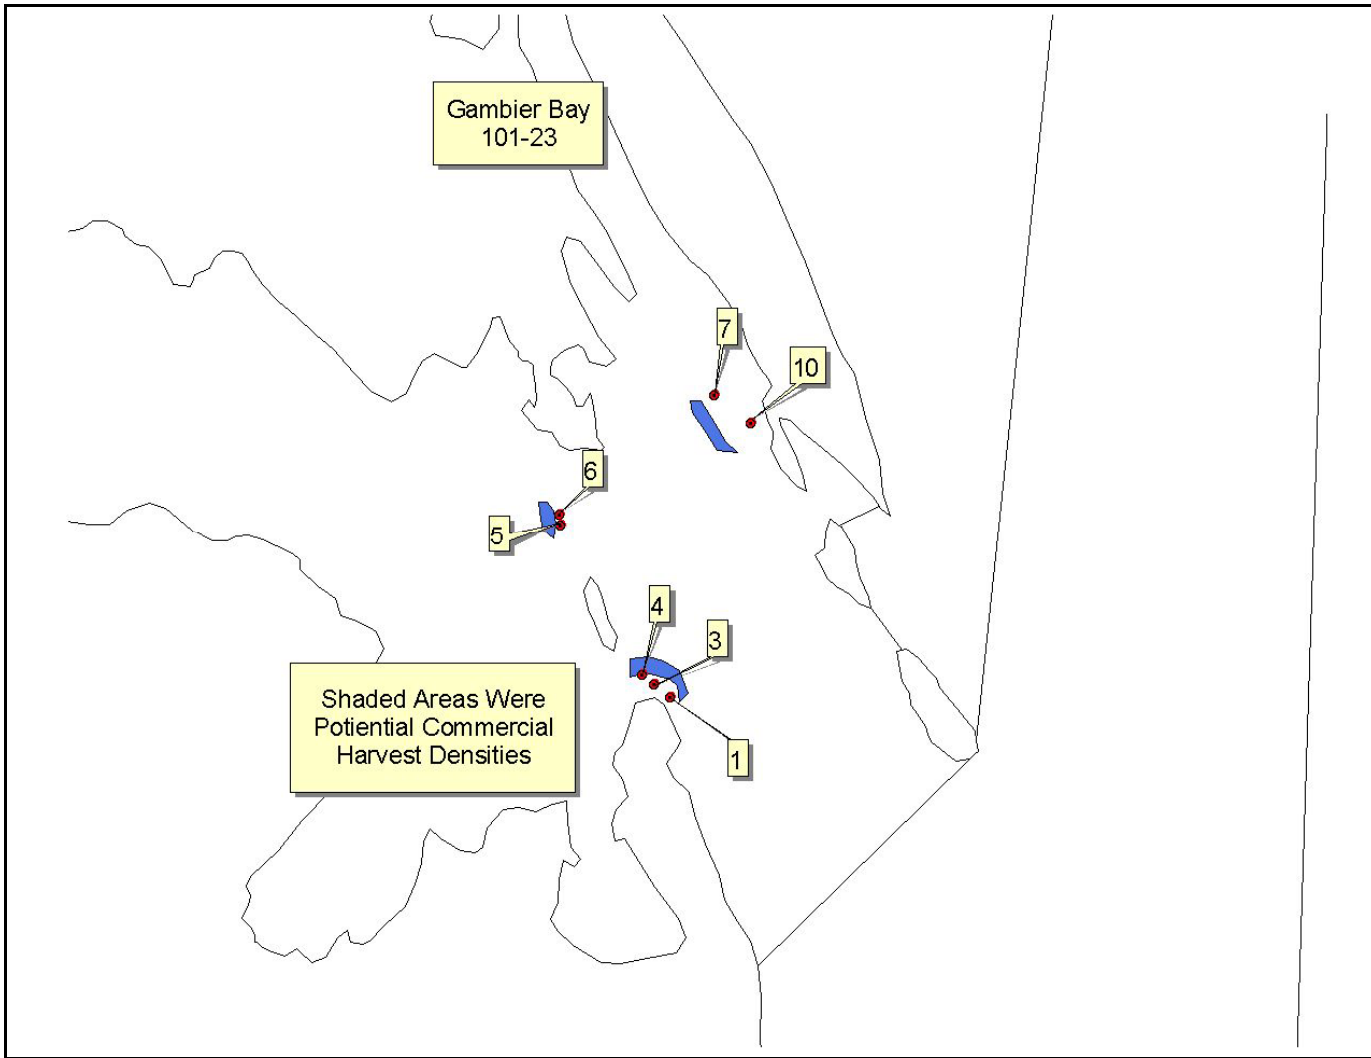 Gambier Bay
101-23
7
10
6
5
4
3
Shaded Areas Were
Potiential Commercial
Harvest Densities
1